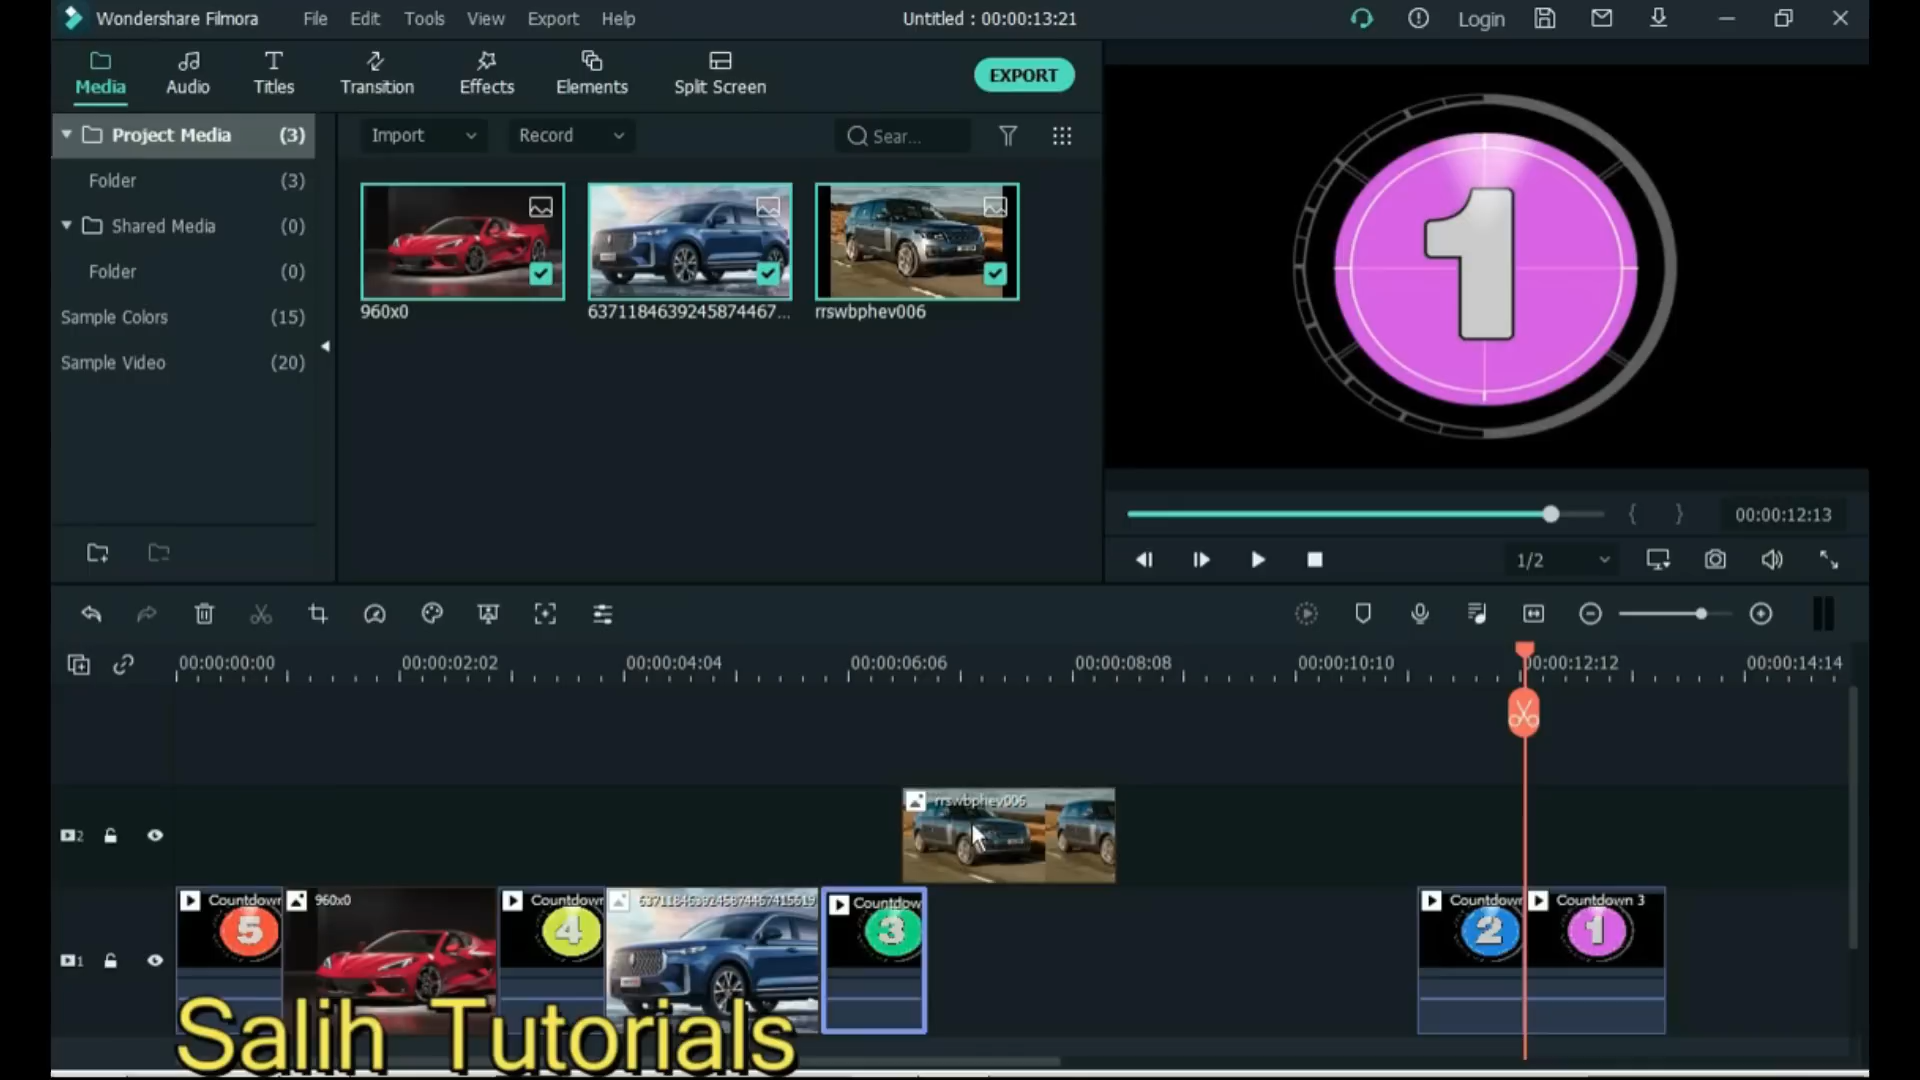 Wondershare Filmora File Edit Tools View Export Help Untitled : 00:00:13:21 Login
Media Audio Titles Transition Effects Elements Split Screen EXPORT
Project Media (3) Import Record Sear...
Folder (3)
Shared Media (0)
Folder (0)
Sample Colors (15)
Sample Video (20)
960x0 6371184639245874467... rrswbphev006
1
00:00:12:13
1/2
00:00:00:00 00:00:02:02 00:00:04:04 00:00:06:06 00:00:08:08 00:00:10:10 00:00:12:12 00:00:14:14
rrswbphev006
2
Countdown 960x0 Countdown Countdow Countdown Countdown 3
5 4 3 2 1
1
Salih Tutorials